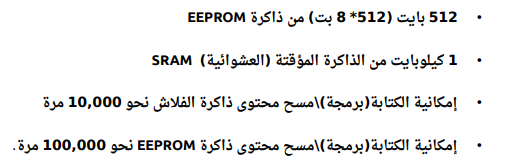 • 512 بايت (512* 8 بت) من ذاكرة EEPROM
• 1 كيلوبايت من الذاكرة المؤقتة (العشوائية) SRAM
• إمكانية الكتابة(برمجة)\مسح محتوى ذاكرة الفلاش نحو 10,000 مرة
• إمكانية الكتابة(برمجة)\مسح محتوى ذاكرة EEPROM نحو 100,000 مرة.